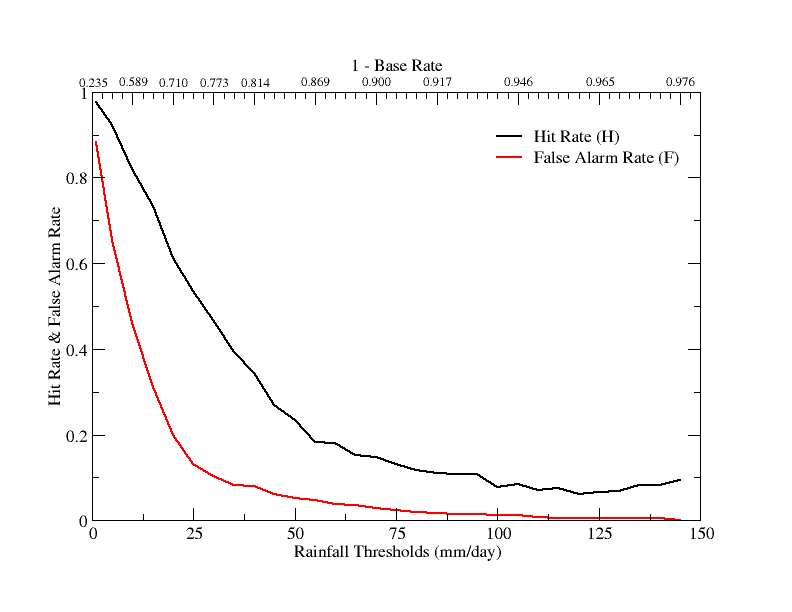 1 - Base Rate
0.235 0.589 0.710 0.773 0.814 0.869 0.900 0.917 0.946 0.965 0.976
1
Hit Rate (H)
False Alarm Rate (F)
0.8
0.6
0.4
0.2
0
Hit Rate & False Alarm Rate
0 25 50 75 100 125 150
Rainfall Thresholds (mm/day)